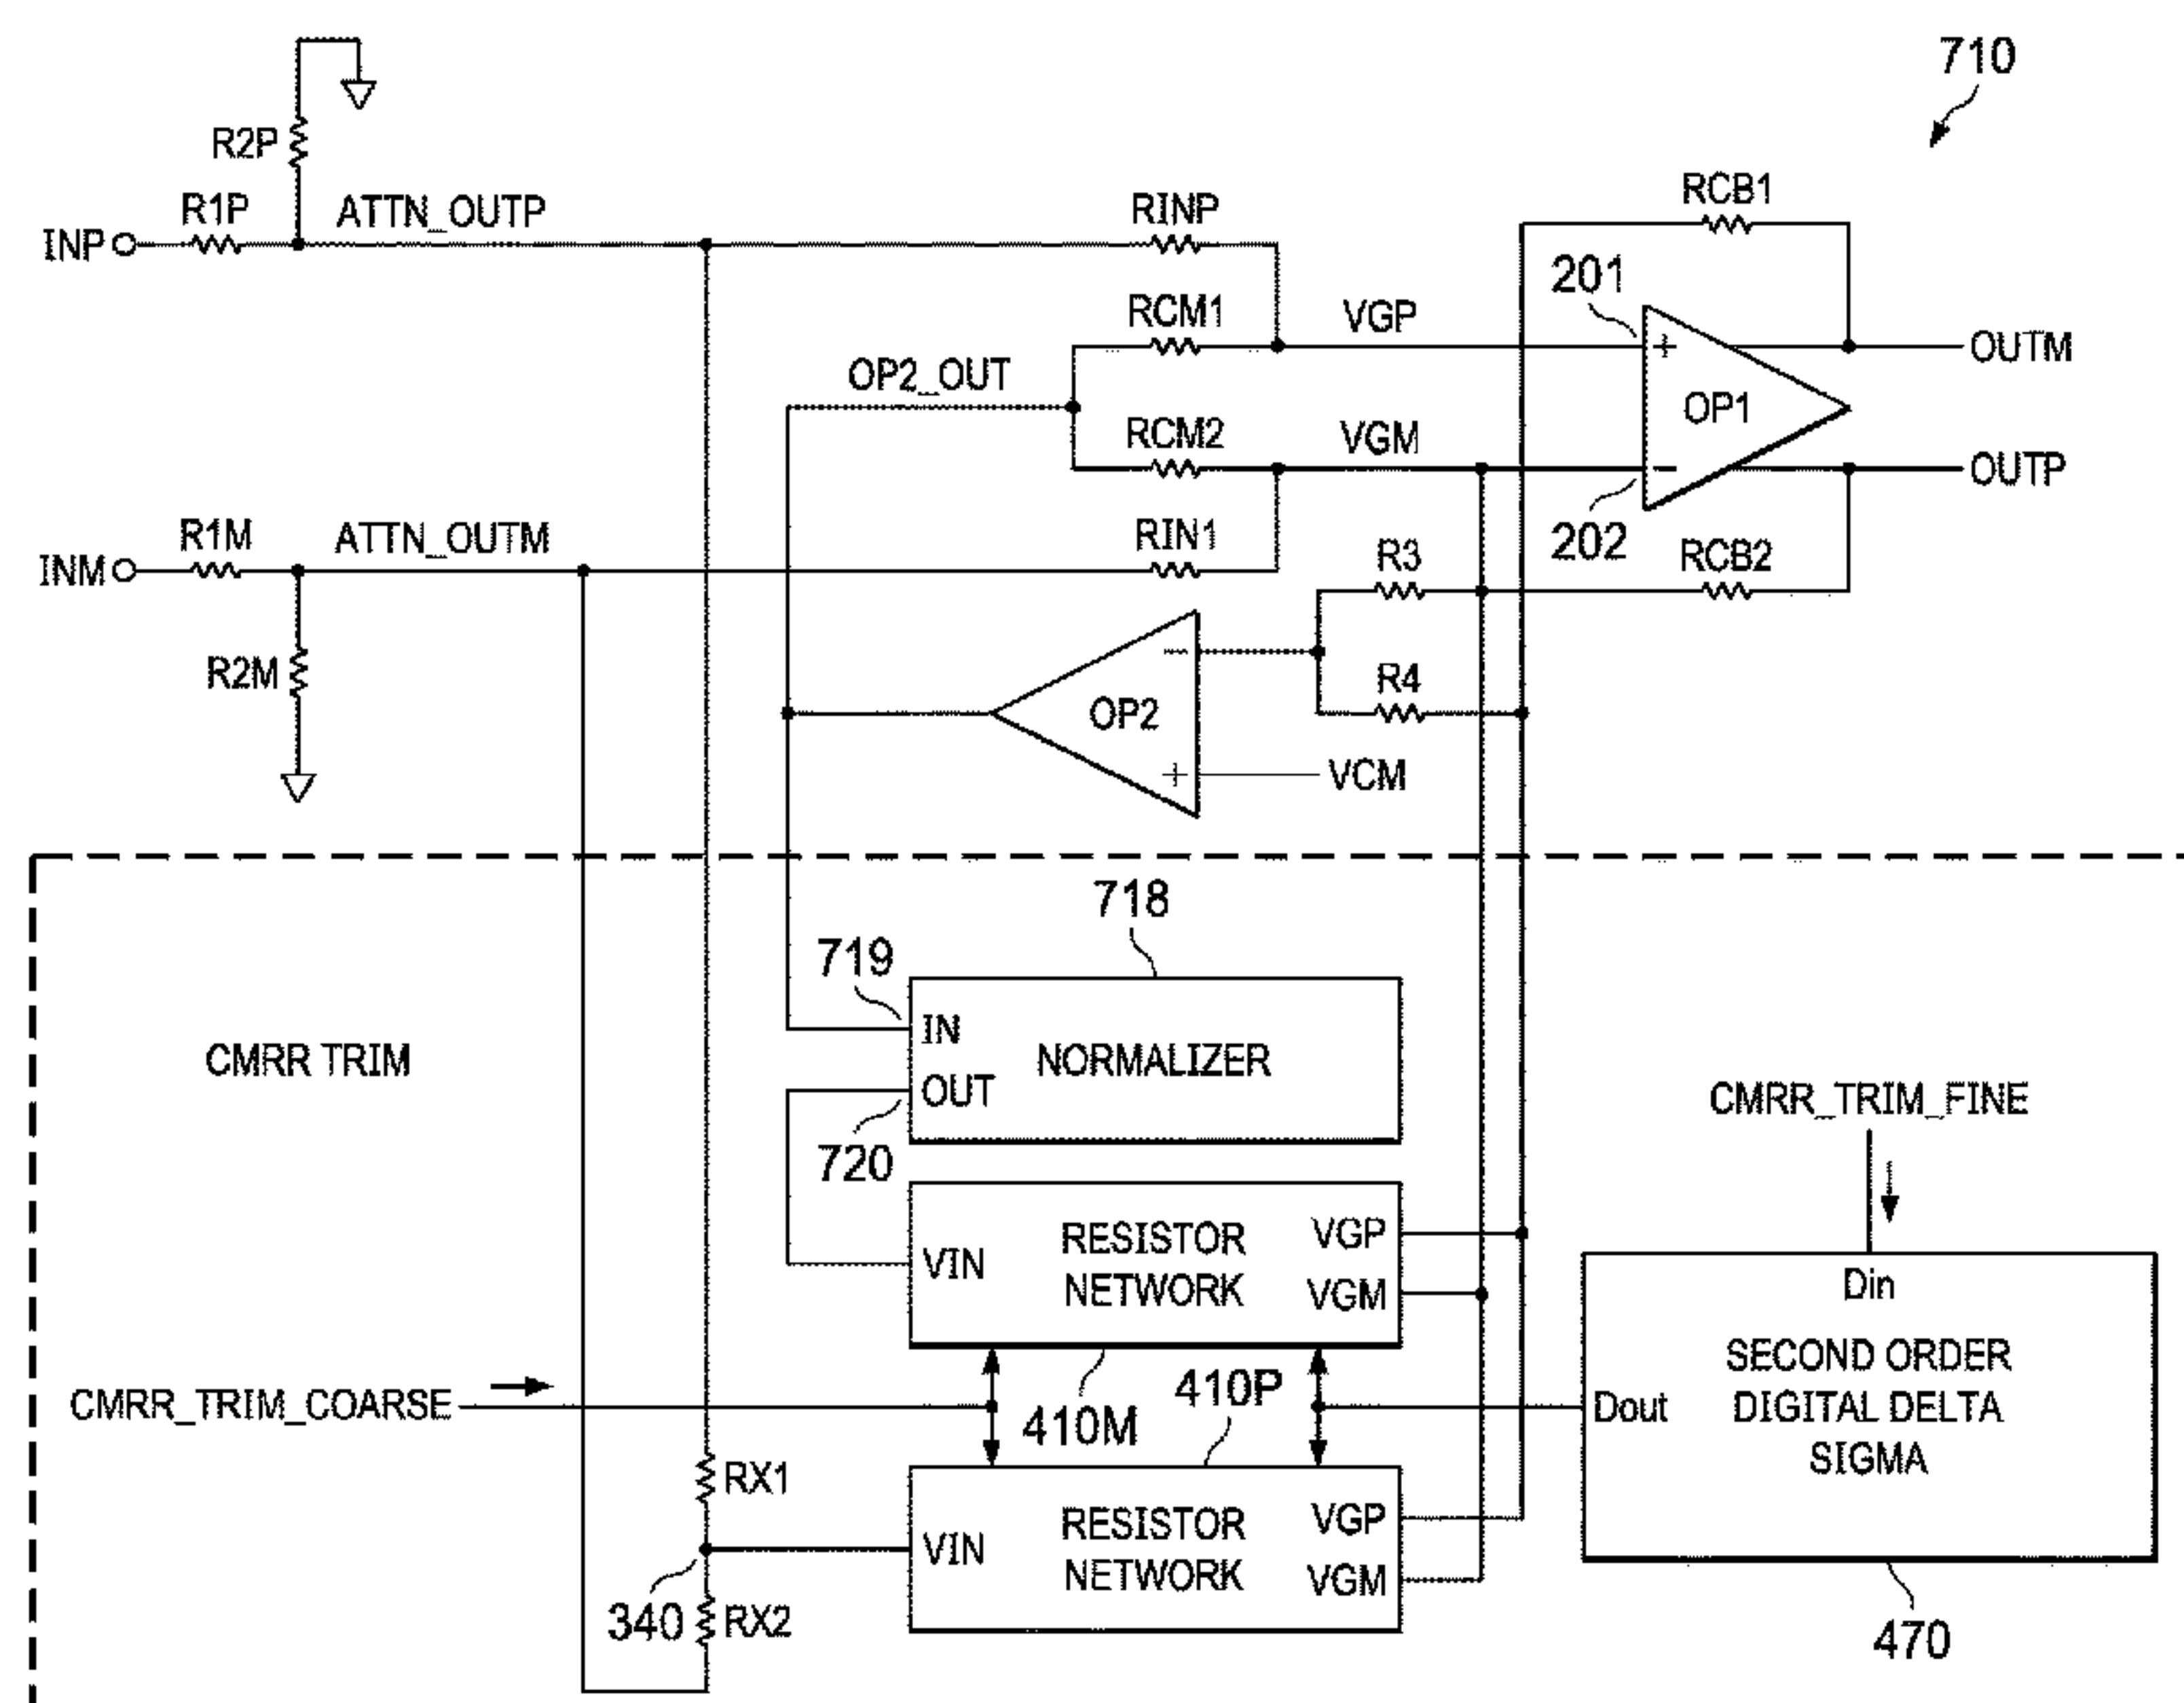 710
R2P
R1P
ATTN_OUTP
INP
RINP
RCB1
RCM1
VGP
201
+
OUTM
OP2_OUT
OP1
RCM2
VGM
−
OUTP
202
R1M
ATTN_OUTM
INM
RIN1
R3
RCB2
R2M
−
R4
OP2
+
VCM
718
719
IN
NORMALIZER
OUT
720
CMRR TRIM
CMRR_TRIM_FINE
VIN
RESISTOR
NETWORK
VGP
VGM
Din
SECOND ORDER
DIGITAL DELTA
SIGMA
Dout
CMRR_TRIM_COARSE
410M
410P
RX1
VIN
RESISTOR
NETWORK
VGP
VGM
340
RX2
470